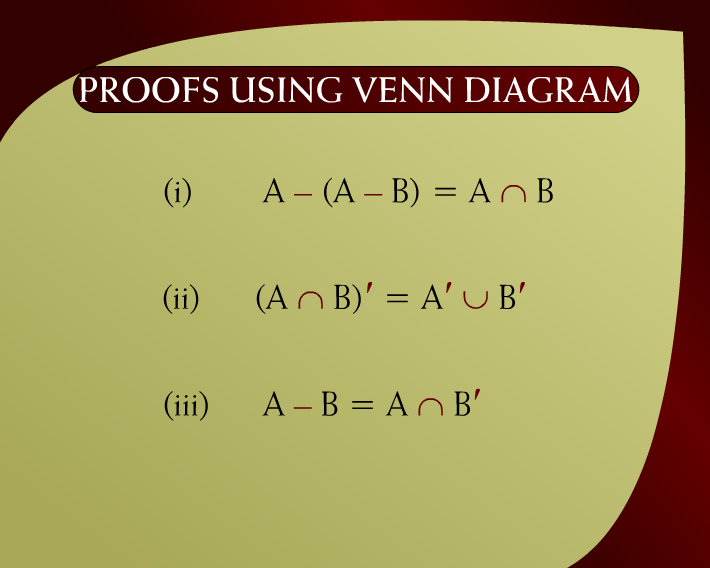 PROOFS USING VENN DIAGRAM
(i) A – (A – B) = A ∩ B
(ii) (A ∩ B)′ = A′ ∪ B′
(iii) A – B = A ∩ B′